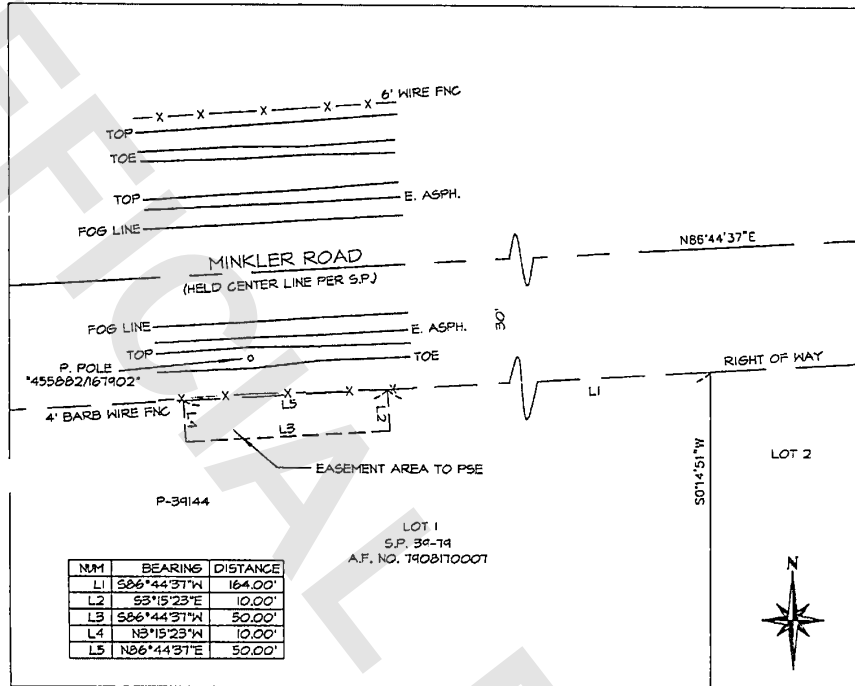 6' WIRE FNC
TOP
TOE
TOP
E. ASPH.
FOG LINE
N86°44'37"E
MINKLER ROAD
(HELD CENTER LINE PER S.P.)
30'
FOG LINE
E. ASPH.
TOP
TOE
P. POLE
"455882/167902"
RIGHT OF WAY
4' BARB WIRE FNC
L5
L1
L4
L2
L3
EASEMENT AREA TO PSE
S0°14'51"W
LOT 2
P-39144
LOT 1
S.P. 39-79
A.F. NO. 7908170007
NUM BEARING DISTANCE
L1 S86°44'37"W 164.00'
L2 S3°15'23"E 10.00'
L3 S86°44'37"W 50.00'
L4 N3°15'23"W 10.00'
L5 N86°44'37"E 50.00'
N